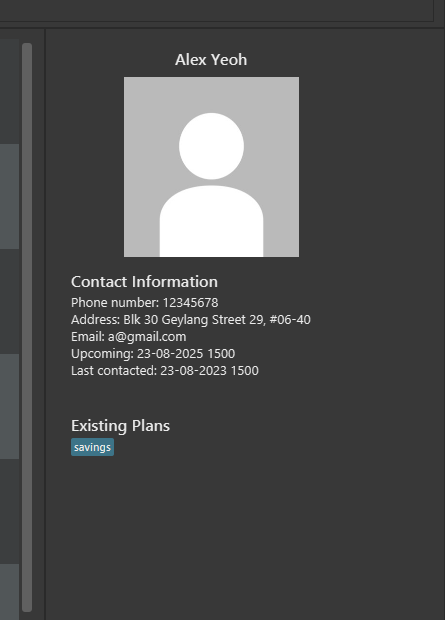 Alex Yeoh
Contact Information
Phone number: 12345678
Address: Blk 30 Geylang Street 29, #06-40
Email: a@gmail.com
Upcoming: 23-08-2025 1500
Last contacted: 23-08-2023 1500
Existing Plans
savings